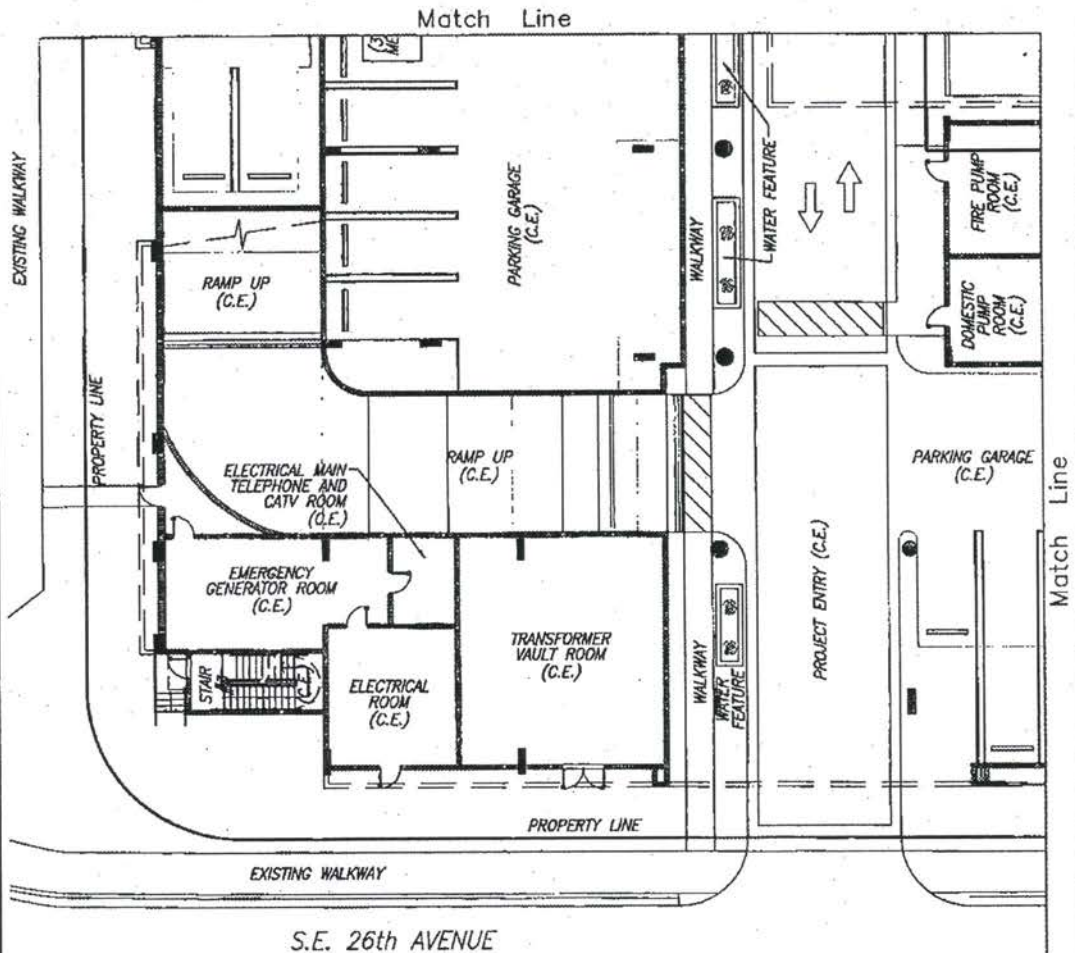 Match Line
(3)
ME
EXISTING WALKWAY
PARKING GARAGE
(C.E.)
WALKWAY
WATER FEATURE
FIRE PUMP
ROOM
(C.E.)
RAMP UP
(C.E.)
DOMESTIC
PUMP
ROOM
(C.E.)
PROPERTY LINE
ELECTRICAL MAIN
TELEPHONE AND
CATV ROOM
(C.E.)
RAMP UP
(C.E.)
PARKING GARAGE
(C.E.)
Match Line
EMERGENCY
GENERATOR ROOM
(C.E.)
TRANSFORMER
VAULT ROOM
(C.E.)
PROJECT ENTRY (C.E.)
STAIR
(C.E.)
ELECTRICAL
ROOM
(C.E.)
WALKWAY
WATER
FEATURE
PROPERTY LINE
EXISTING WALKWAY
S.E. 26th AVENUE